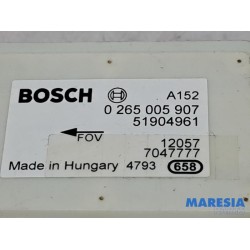 BOSCH A152
0 265 005 907
51904961
FOV 12057
7047777
Made in Hungary 4793 658
MARESIA